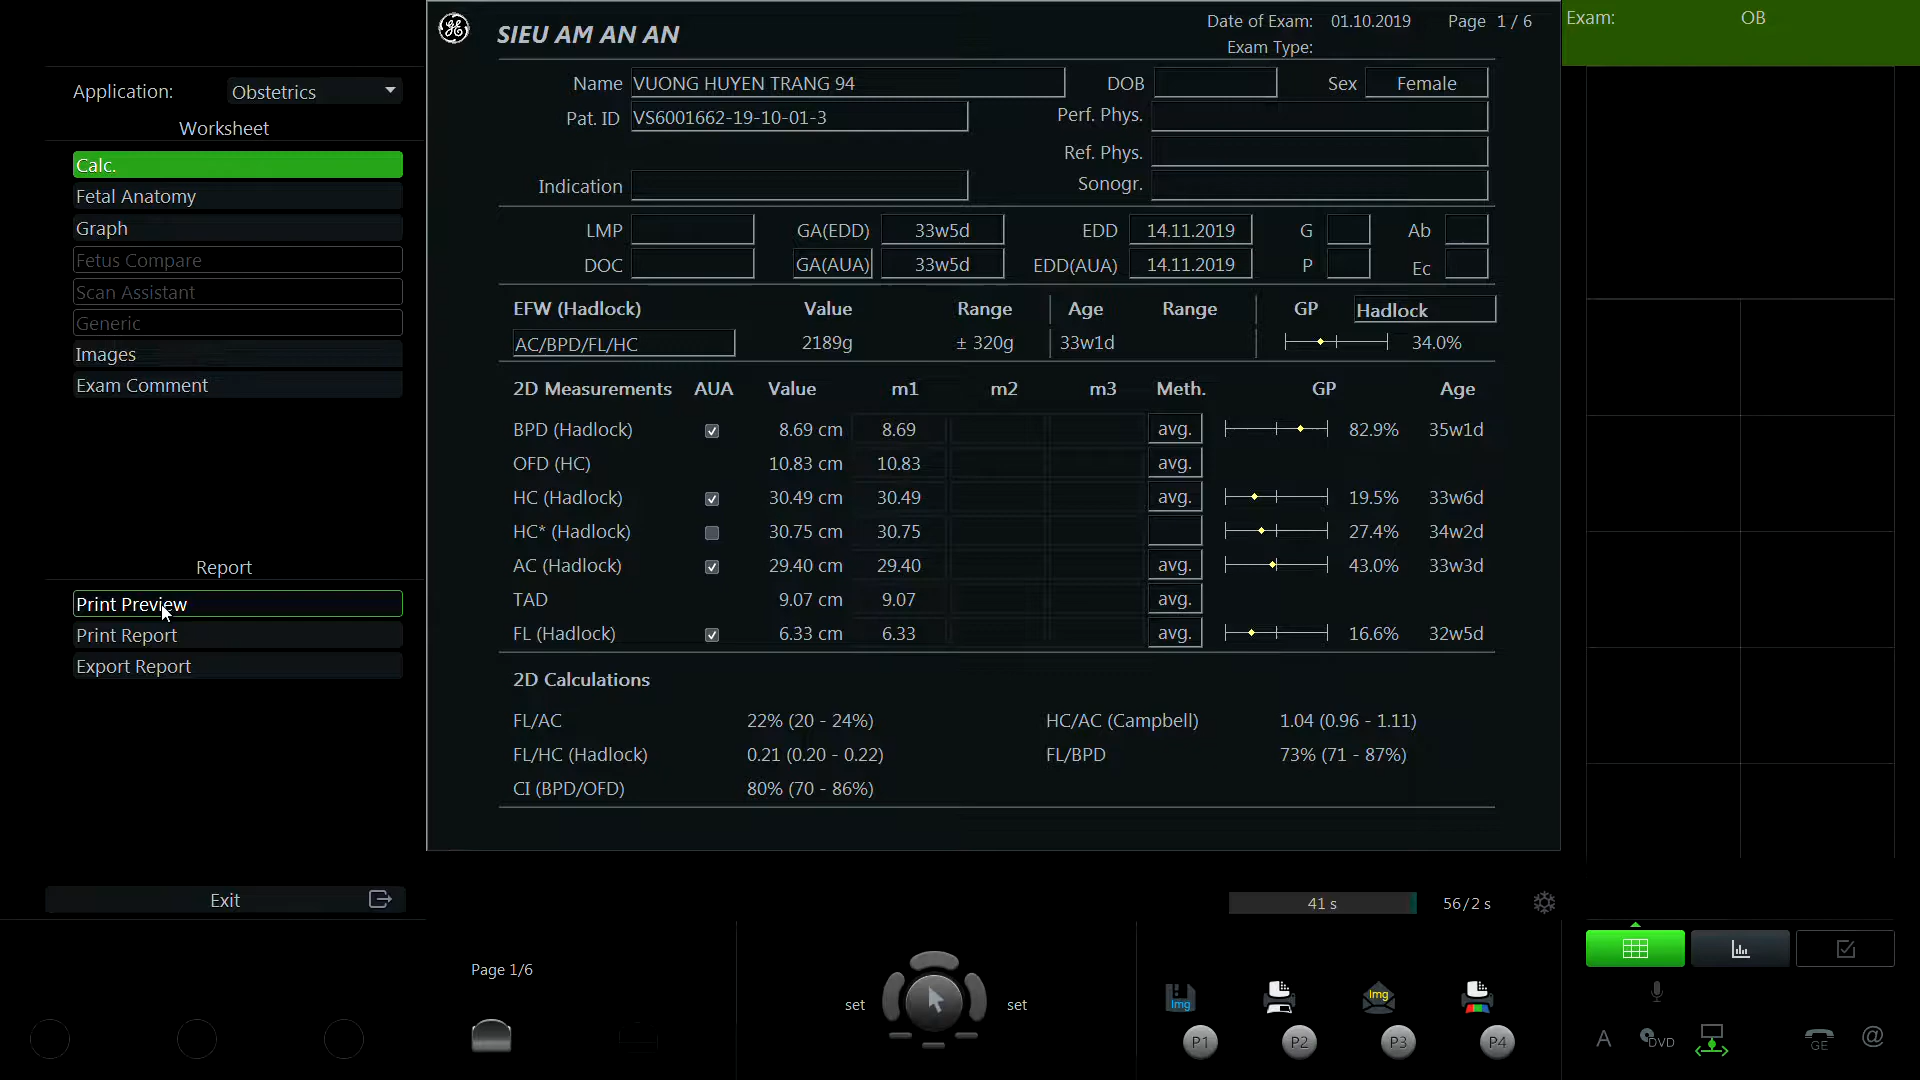 Application: Obstetrics
Worksheet
Calc.
Fetal Anatomy
Graph
Fetus Compare
Scan Assistant
Generic
Images
Exam Comment
Report
Print Preview
Print Report
Export Report
Exit
SIEU AM AN AN
Date of Exam: 01.10.2019 Page 1 / 6
Exam Type:
Name VUONG HUYEN TRANG 94 DOB Sex Female
Pat. ID VS6001662-19-10-01-3 Perf. Phys.
Ref. Phys.
Indication Sonogr.
LMP GA(EDD) 33w5d EDD 14.11.2019 G Ab
DOC GA(AUA) 33w5d EDD(AUA) 14.11.2019 P Ec
EFW (Hadlock) Value Range Age Range GP Hadlock
AC/BPD/FL/HC 2189g ± 320g 33w1d 34.0%
2D Measurements AUA Value m1 m2 m3 Meth. GP Age
BPD (Hadlock) 8.69 cm 8.69 avg. 82.9% 35w1d
OFD (HC) 10.83 cm 10.83 avg.
HC (Hadlock) 30.49 cm 30.49 avg. 19.5% 33w6d
HC* (Hadlock) 30.75 cm 30.75 27.4% 34w2d
AC (Hadlock) 29.40 cm 29.40 avg. 43.0% 33w3d
TAD 9.07 cm 9.07 avg.
FL (Hadlock) 6.33 cm 6.33 avg. 16.6% 32w5d
2D Calculations
FL/AC 22% (20 - 24%) HC/AC (Campbell) 1.04 (0.96 - 1.11)
FL/HC (Hadlock) 0.21 (0.20 - 0.22) FL/BPD 73% (71 - 87%)
CI (BPD/OFD) 80% (70 - 86%)
Exam: OB
41 s 56/2 s
Page 1/6
set set
Img Img
P1 P2 P3 P4
A DVD GE @